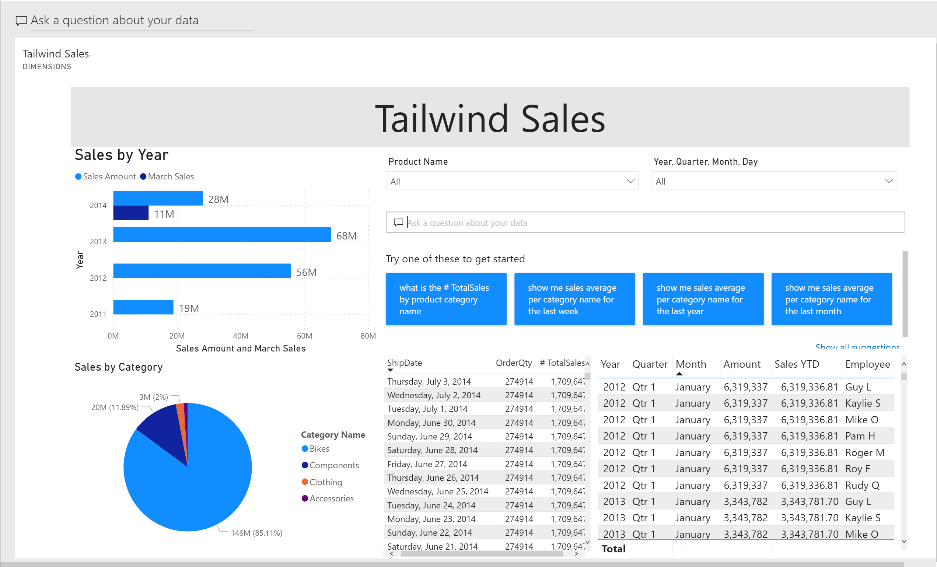 Ask a question about your data
Tailwind Sales
DIMENSIONS
Tailwind Sales
Sales by Year
Sales Amount March Sales
Year
2014 28M
11M
2013 68M
2012 56M
2011 19M
0M 20M 40M 60M 80M
Sales Amount and March Sales
Product Name
All
Year, Quarter, Month, Day
All
Ask a question about your data
Try one of these to get started
what is the # TotalSales
by product category
name
show me sales average
per category name for
the last week
show me sales average
per category name for
the last year
show me sales average
per category name for
the last month
Show all suggestions
Sales by Category
3M (2%)
20M (11.89%)
146M (85.11%)
Category Name
Bikes
Components
Clothing
Accessories
ShipDate OrderQty # TotalSales
Thursday, July 3, 2014 274914 1,709,647
Wednesday, July 2, 2014 274914 1,709,647
Tuesday, July 1, 2014 274914 1,709,647
Monday, June 30, 2014 274914 1,709,647
Sunday, June 29, 2014 274914 1,709,647
Saturday, June 28, 2014 274914 1,709,647
Friday, June 27, 2014 274914 1,709,647
Thursday, June 26, 2014 274914 1,709,647
Wednesday, June 25, 2014 274914 1,709,647
Tuesday, June 24, 2014 274914 1,709,647
Monday, June 23, 2014 274914 1,709,647
Sunday, June 22, 2014 274914 1,709,647
Saturday, June 21, 2014 274914 1,709,647
Year Quarter Month Amount Sales YTD Employee
2012 Qtr 1 January 6,319,337 6,319,336.81 Guy L
2012 Qtr 1 January 6,319,337 6,319,336.81 Kaylie S
2012 Qtr 1 January 6,319,337 6,319,336.81 Mike O
2012 Qtr 1 January 6,319,337 6,319,336.81 Pam H
2012 Qtr 1 January 6,319,337 6,319,336.81 Roger M
2012 Qtr 1 January 6,319,337 6,319,336.81 Roy F
2012 Qtr 1 January 6,319,337 6,319,336.81 Rudy Q
2013 Qtr 1 January 3,343,782 3,343,781.70 Guy L
2013 Qtr 1 January 3,343,782 3,343,781.70 Kaylie S
2013 Qtr 1 January 3,343,782 3,343,781.70 Mike O
Total